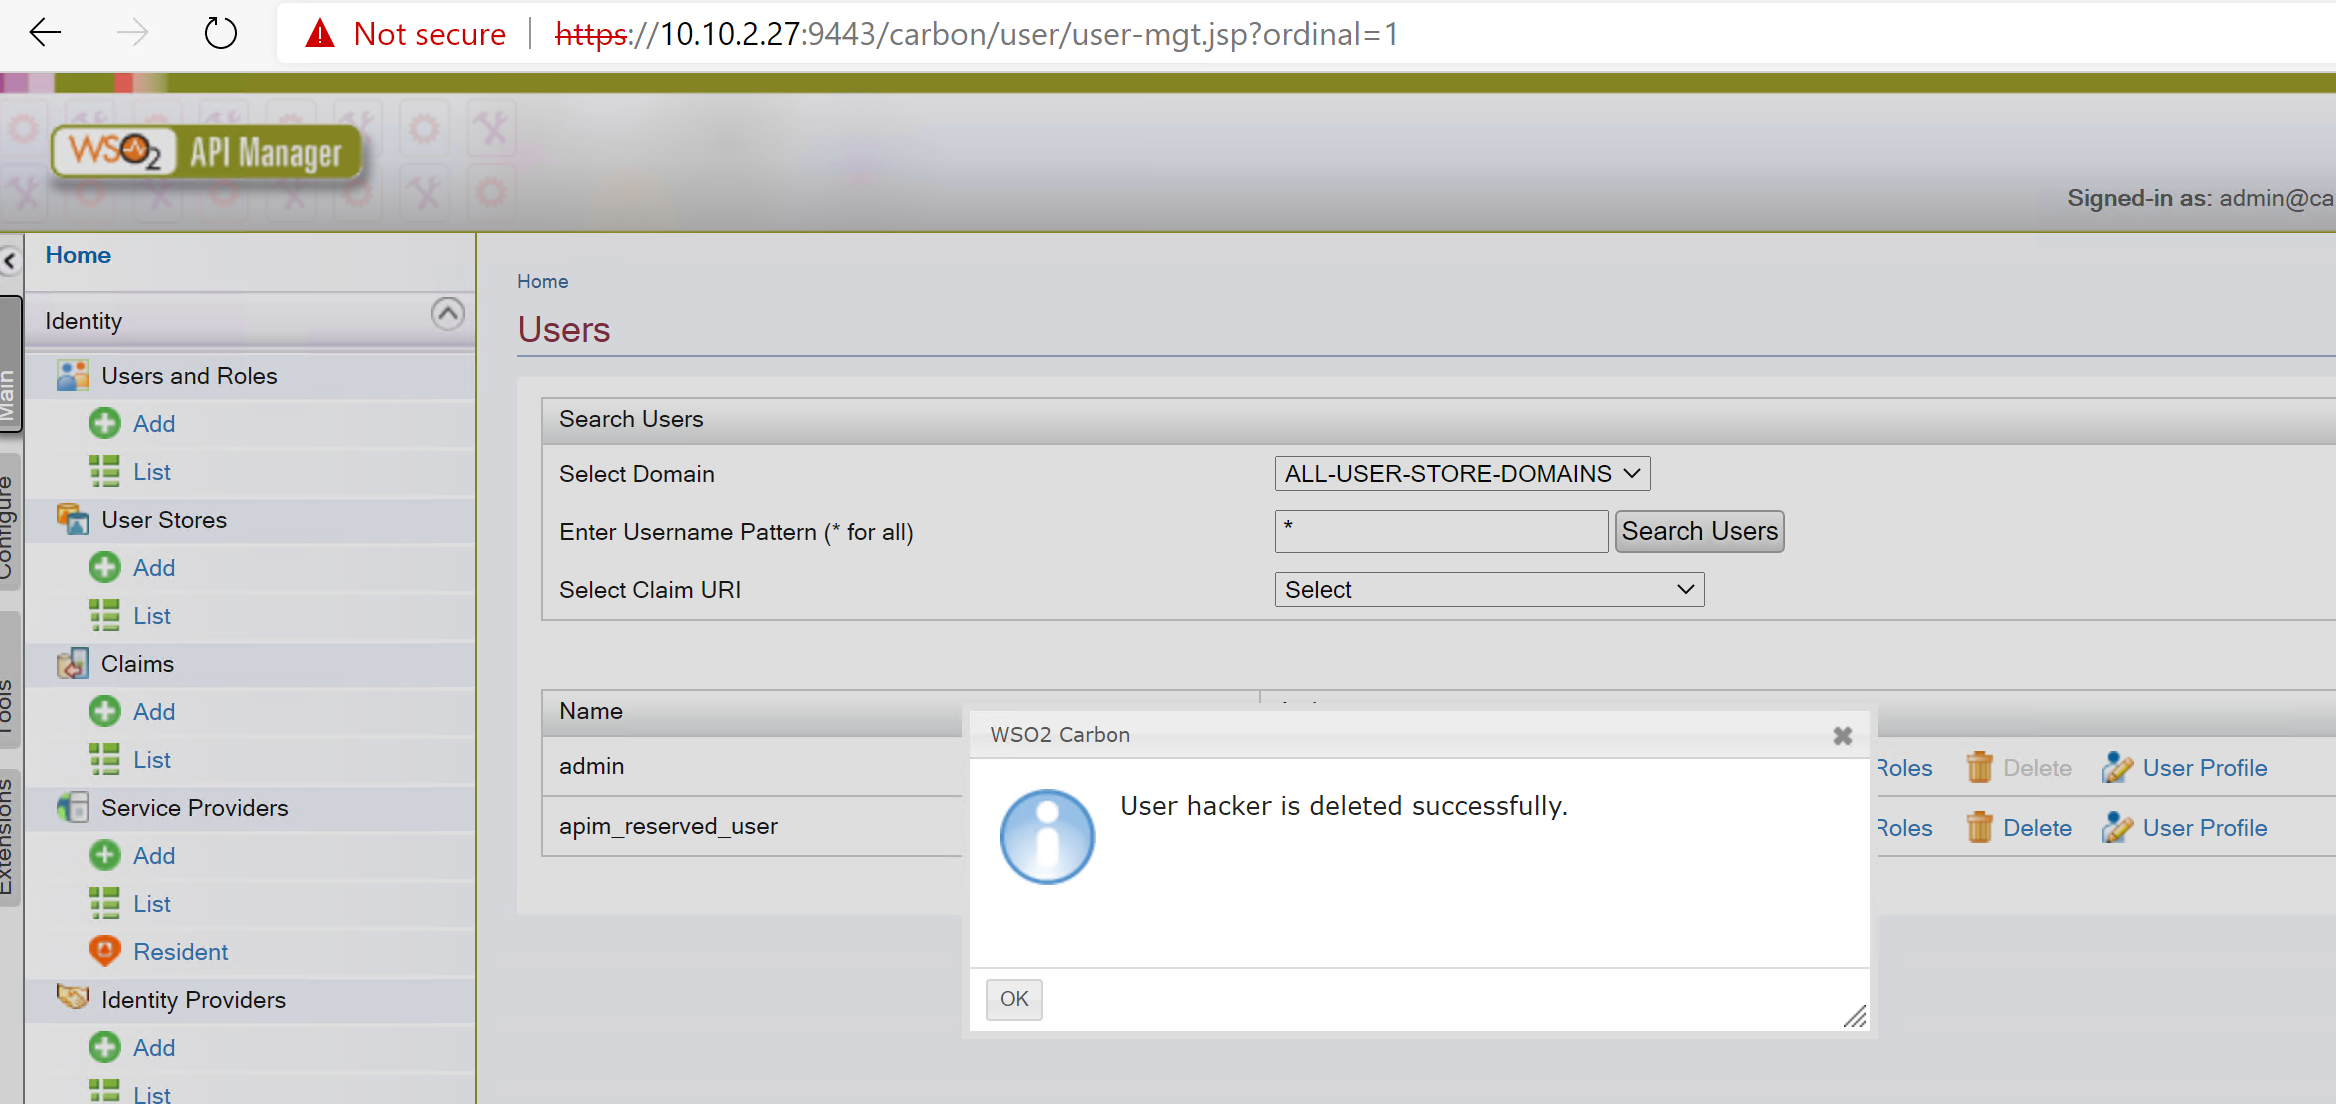 Not secure https://10.10.2.27:9443/carbon/user/user-mgt.jsp?ordinal=1
WSO2 API Manager
Signed-in as: admin@ca
Home
Identity
Users and Roles
Add
List
User Stores
Add
List
Claims
Add
List
Service Providers
Add
List
Resident
Identity Providers
Add
List
Main
Configure
Tools
Extensions
Home
Users
Search Users
Select Domain ALL-USER-STORE-DOMAINS
Enter Username Pattern (* for all) * Search Users
Select Claim URI Select
Name
admin Roles Delete User Profile
apim_reserved_user Roles Delete User Profile
WSO2 Carbon
User hacker is deleted successfully.
OK